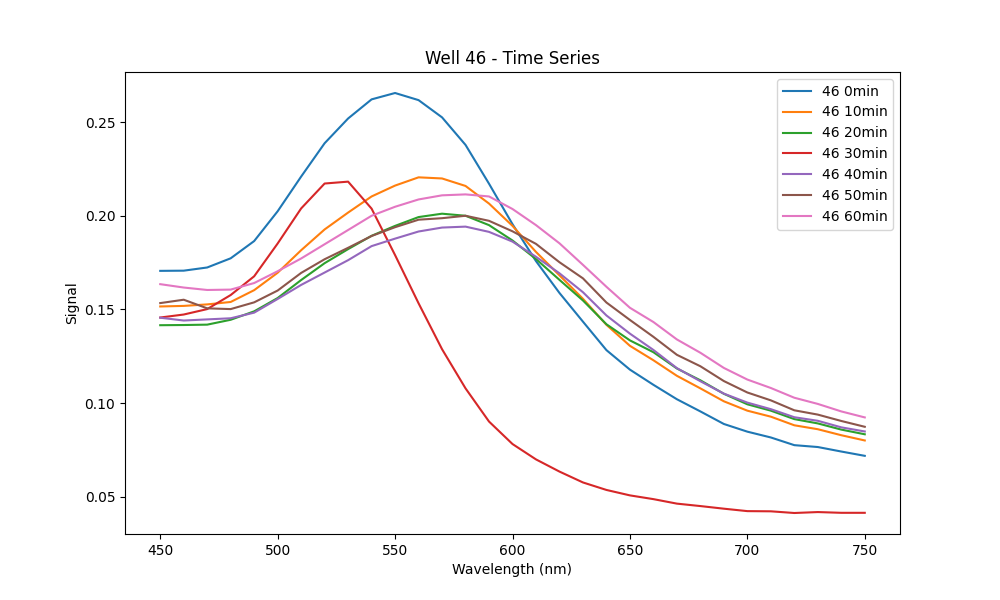 Well 46 - Time Series
46 0min
46 10min
46 20min
46 30min
46 40min
46 50min
46 60min
Signal
0.25
0.20
0.15
0.10
0.05
450 500 550 600 650 700 750
Wavelength (nm)